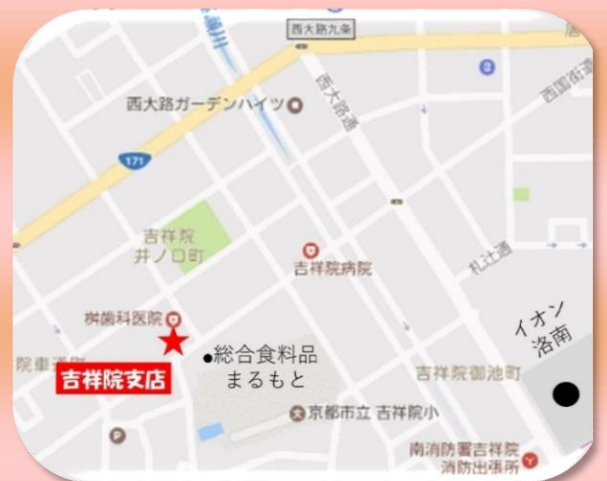 西大路九条
西大路通
西国街道
西大路ガーデンハイツ
171
吉祥院
井ノ口町
吉祥院病院
札辻通
桝歯科医院
イオン
洛南
●総合食料品
まるもと
吉祥院支店
吉祥院御池町
文 京都市立 吉祥院小
P
南消防署吉祥院
消防出張所